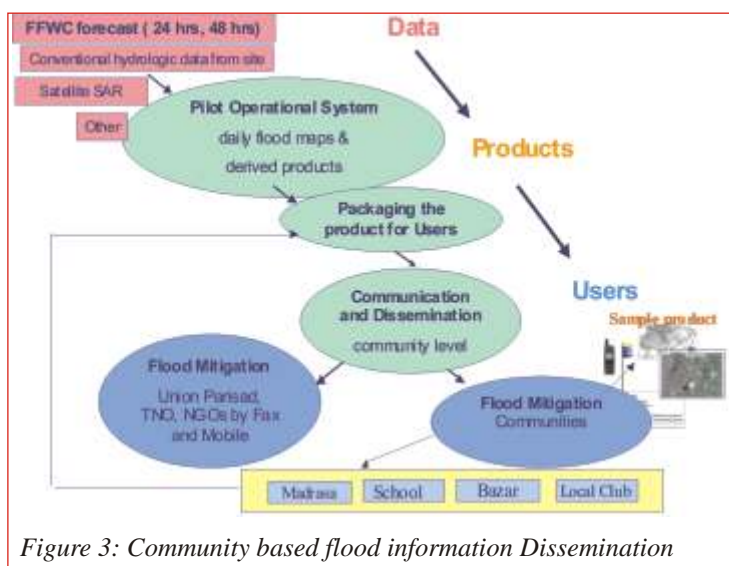 FFWC forecast ( 24 hrs, 48 hrs)
Conventional hydrologic data from site
Satellite SAR
Other
Data
Pilot Operational System
daily flood maps &
derived products
Products
Packaging the
product for Users
Communication
and Dissemination
community level
Users
Sample product
Flood Mitigation
Union Parisad,
TNO, NGOs by Fax
and Mobile
Flood Mitigation
Communities
Madrasa
School
Bazar
Local Club
Figure 3: Community based flood information Dissemination